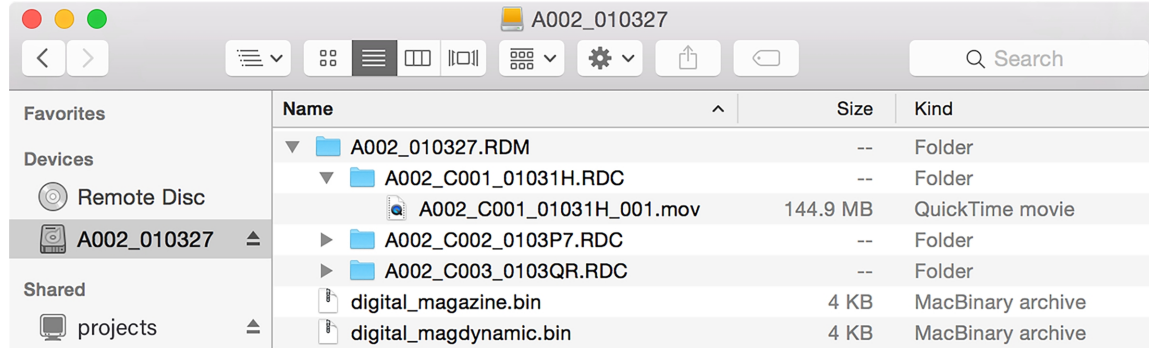 A002_010327
Search
Favorites
Devices
Remote Disc
A002_010327
Shared
projects
Name Size Kind
A002_010327.RDM -- Folder
A002_C001_01031H.RDC -- Folder
A002_C001_01031H_001.mov 144.9 MB QuickTime movie
A002_C002_0103P7.RDC -- Folder
A002_C003_0103QR.RDC -- Folder
digital_magazine.bin 4 KB MacBinary archive
digital_magdynamic.bin 4 KB MacBinary archive